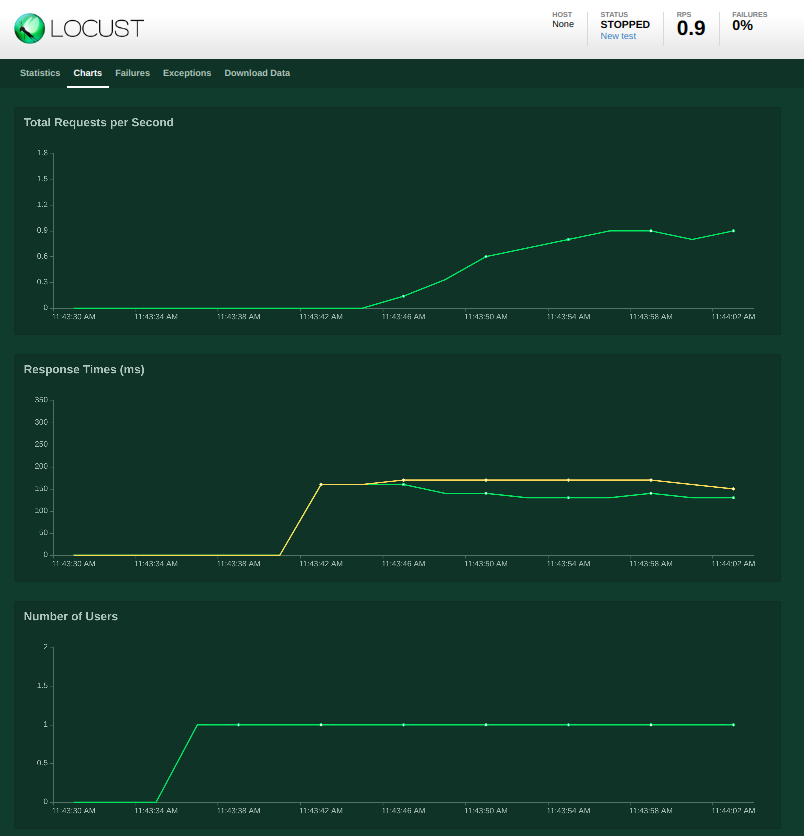 LOCUST
HOST
None
STATUS
STOPPED
New test
RPS
0.9
FAILURES
0%
Statistics Charts Failures Exceptions Download Data
Total Requests per Second
1.8
1.5
1.2
0.9
0.6
0.3
0
11:43:30 AM 11:43:34 AM 11:43:38 AM 11:43:42 AM 11:43:46 AM 11:43:50 AM 11:43:54 AM 11:43:58 AM 11:44:02 AM
Response Times (ms)
350
300
250
200
150
100
50
0
11:43:30 AM 11:43:34 AM 11:43:38 AM 11:43:42 AM 11:43:46 AM 11:43:50 AM 11:43:54 AM 11:43:58 AM 11:44:02 AM
Number of Users
2
1.5
1
0.5
0
11:43:30 AM 11:43:34 AM 11:43:38 AM 11:43:42 AM 11:43:46 AM 11:43:50 AM 11:43:54 AM 11:43:58 AM 11:44:02 AM